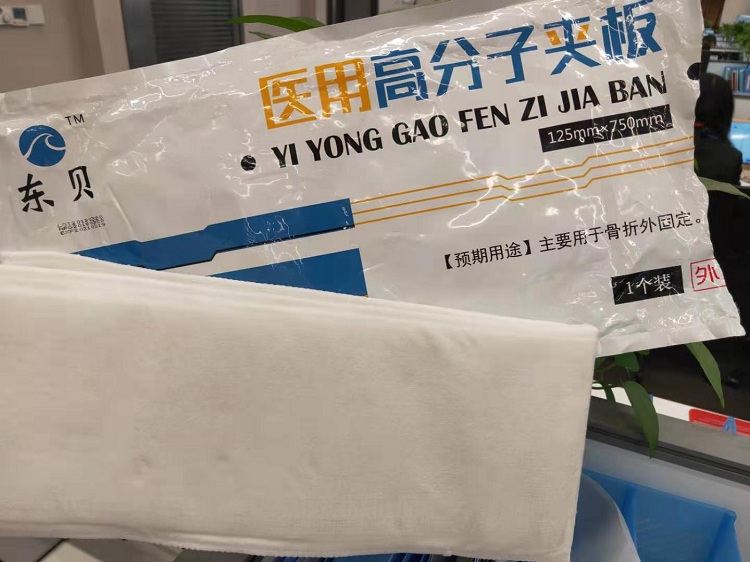 医用高分子夹板
YI YONG GAO FEN ZI JIA BAN
125mm×750mm
TM
东贝
【预期用途】主要用于骨折外固定。
1个装
外